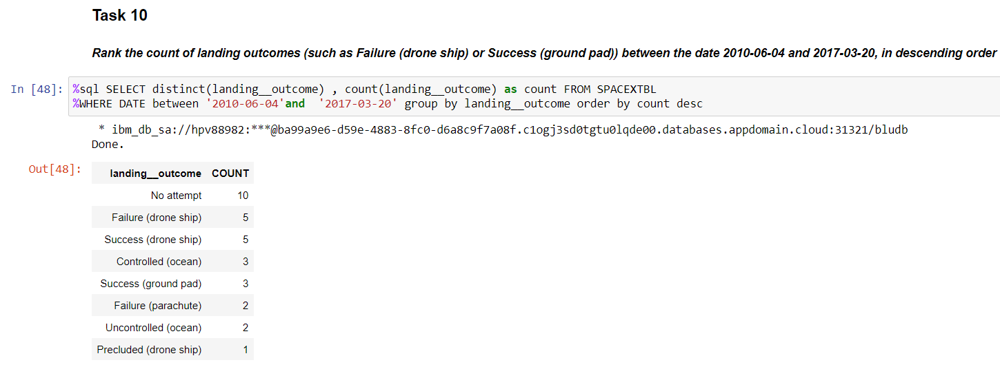 Task 10
Rank the count of landing outcomes (such as Failure (drone ship) or Success (ground pad)) between the date 2010-06-04 and 2017-03-20, in descending order
In [48]: %sql SELECT distinct(landing__outcome) , count(landing__outcome) as count FROM SPACEXTBL
%WHERE DATE between '2010-06-04'and  '2017-03-20' group by landing__outcome order by count desc
* ibm_db_sa://hpv88982:***@ba99a9e6-d59e-4883-8fc0-d6a8c9f7a08f.c1ogj3sd0tgtu0lqde00.databases.appdomain.cloud:31321/bludb
Done.
Out[48]: landing__outcome COUNT
No attempt 10
Failure (drone ship) 5
Success (drone ship) 5
Controlled (ocean) 3
Success (ground pad) 3
Failure (parachute) 2
Uncontrolled (ocean) 2
Precluded (drone ship) 1